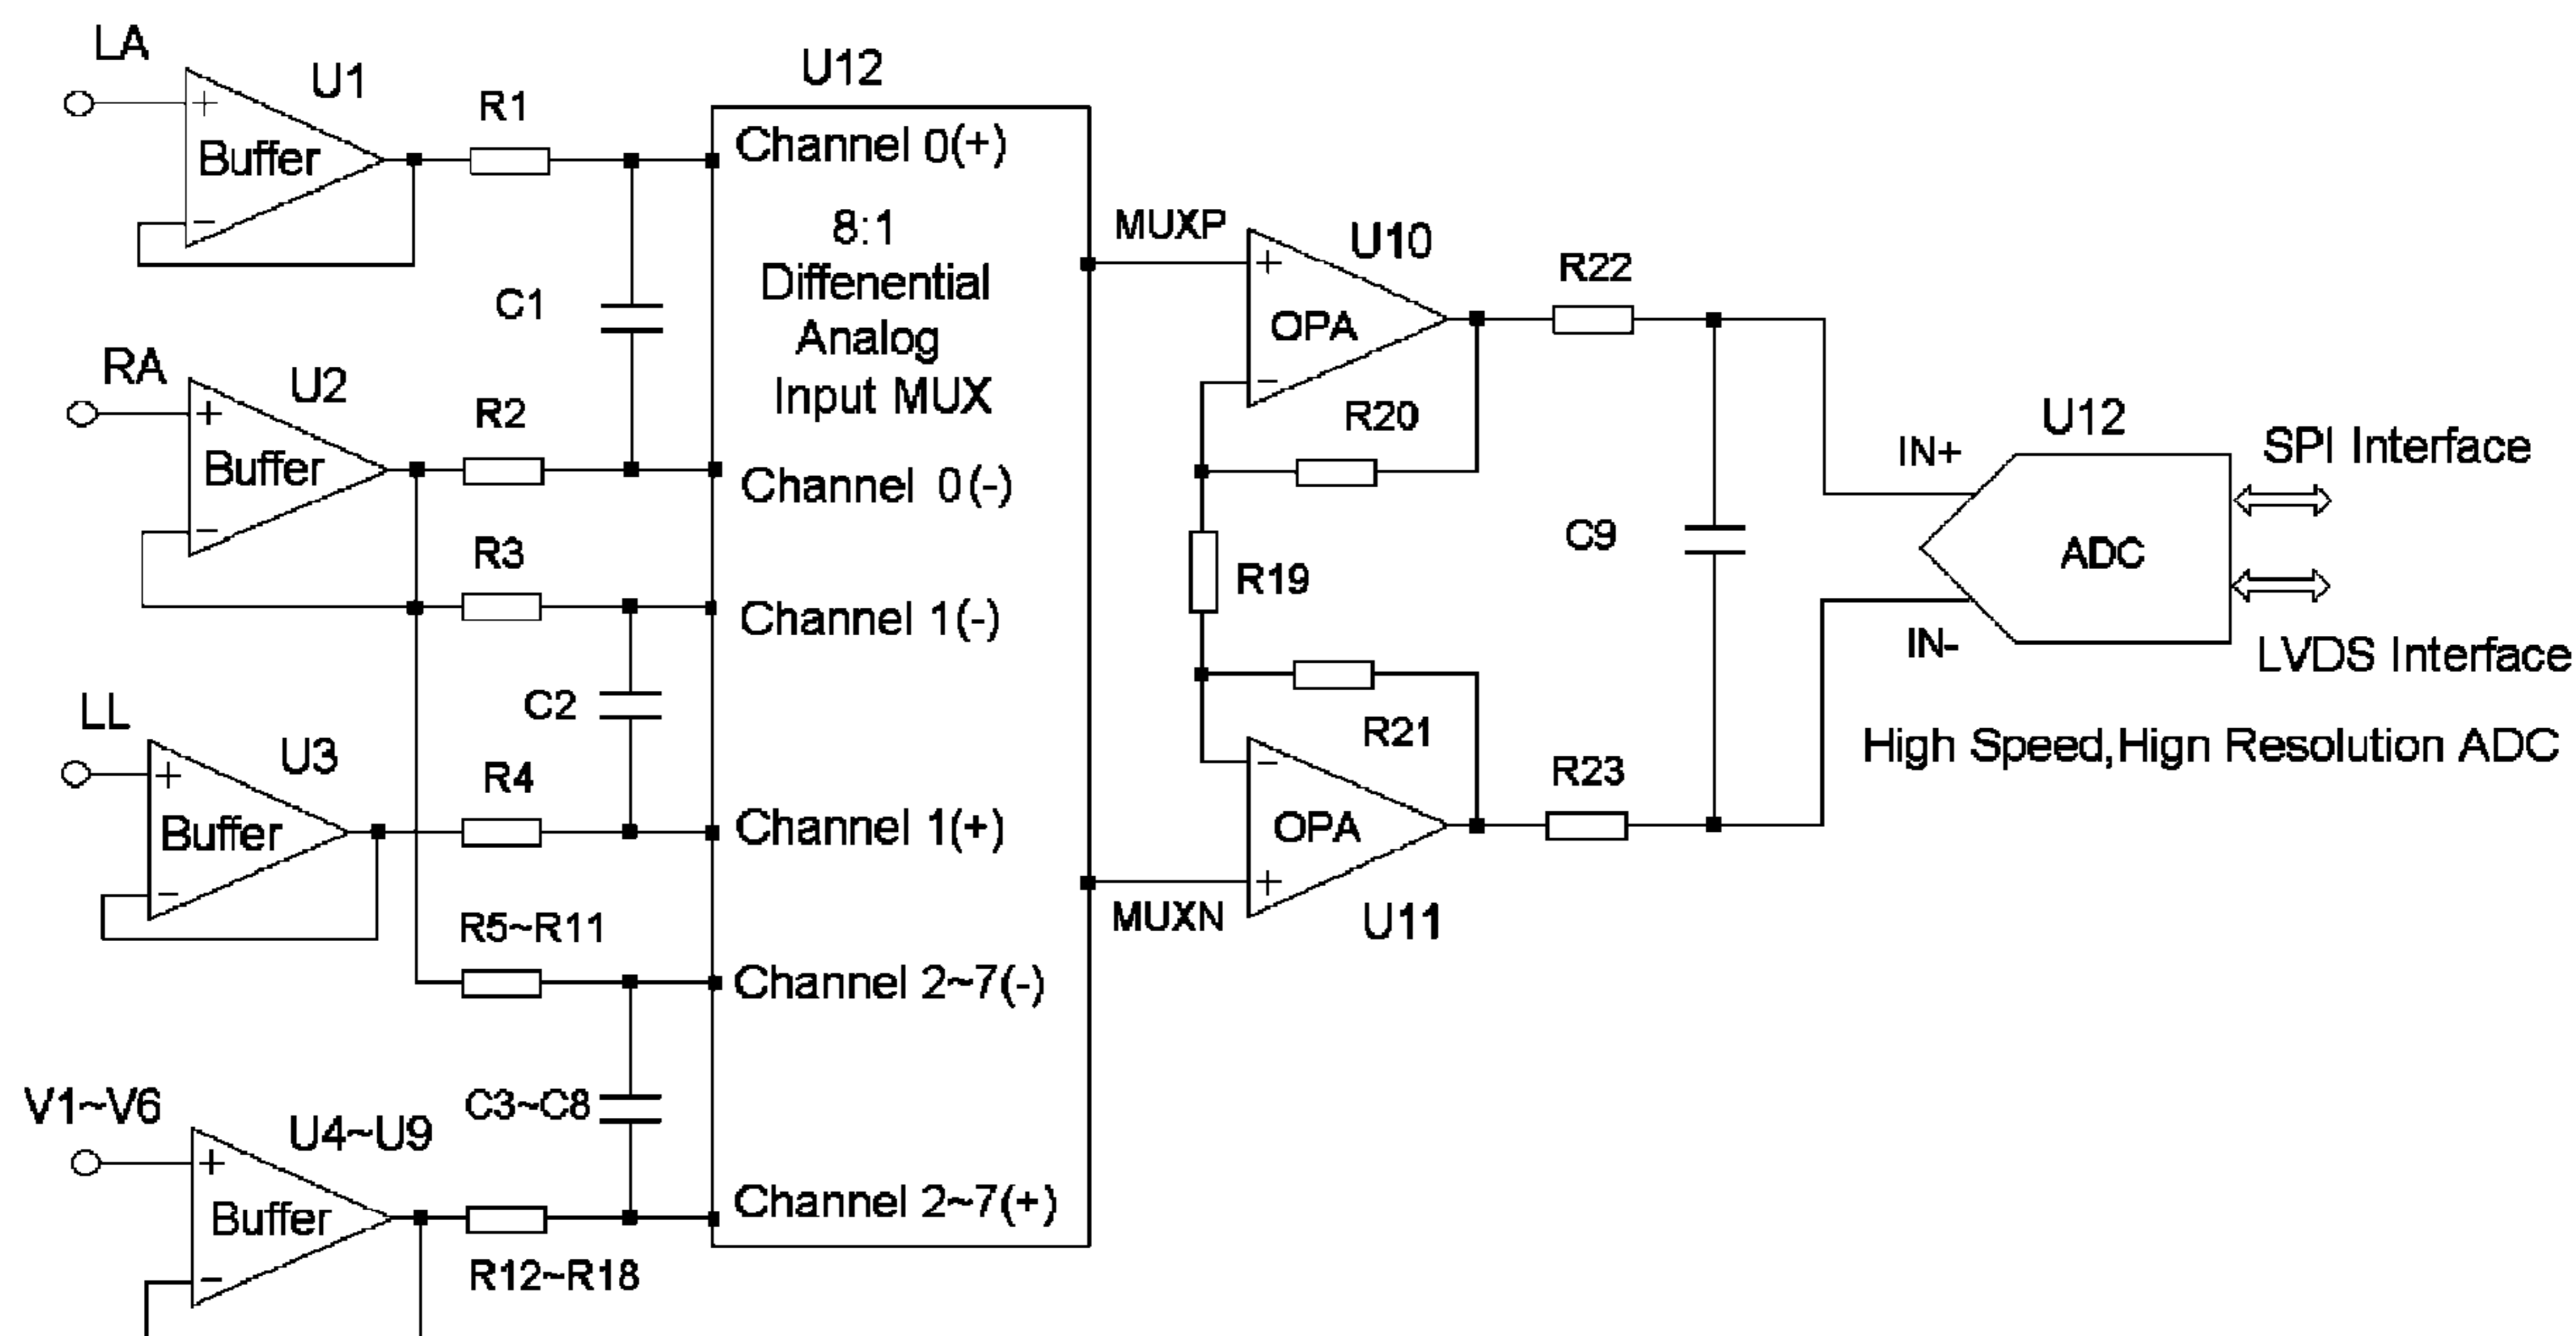 LA
U1
Buffer
+
−
R1
U12
Channel 0(+)
8:1
Diffenential
Analog
Input MUX
C1
RA
U2
Buffer
+
−
R2
Channel 0(-)
R3
Channel 1(-)
C2
LL
U3
Buffer
+
−
R4
Channel 1(+)
R5~R11
Channel 2~7(-)
C3~C8
V1~V6
U4~U9
Buffer
+
−
R12~R18
Channel 2~7(+)
MUXP
U10
OPA
+
−
R20
R19
R21
MUXN
U11
OPA
−
+
R22
C9
R23
IN+
IN-
U12
ADC
SPI Interface
LVDS Interface
High Speed,Hign Resolution ADC